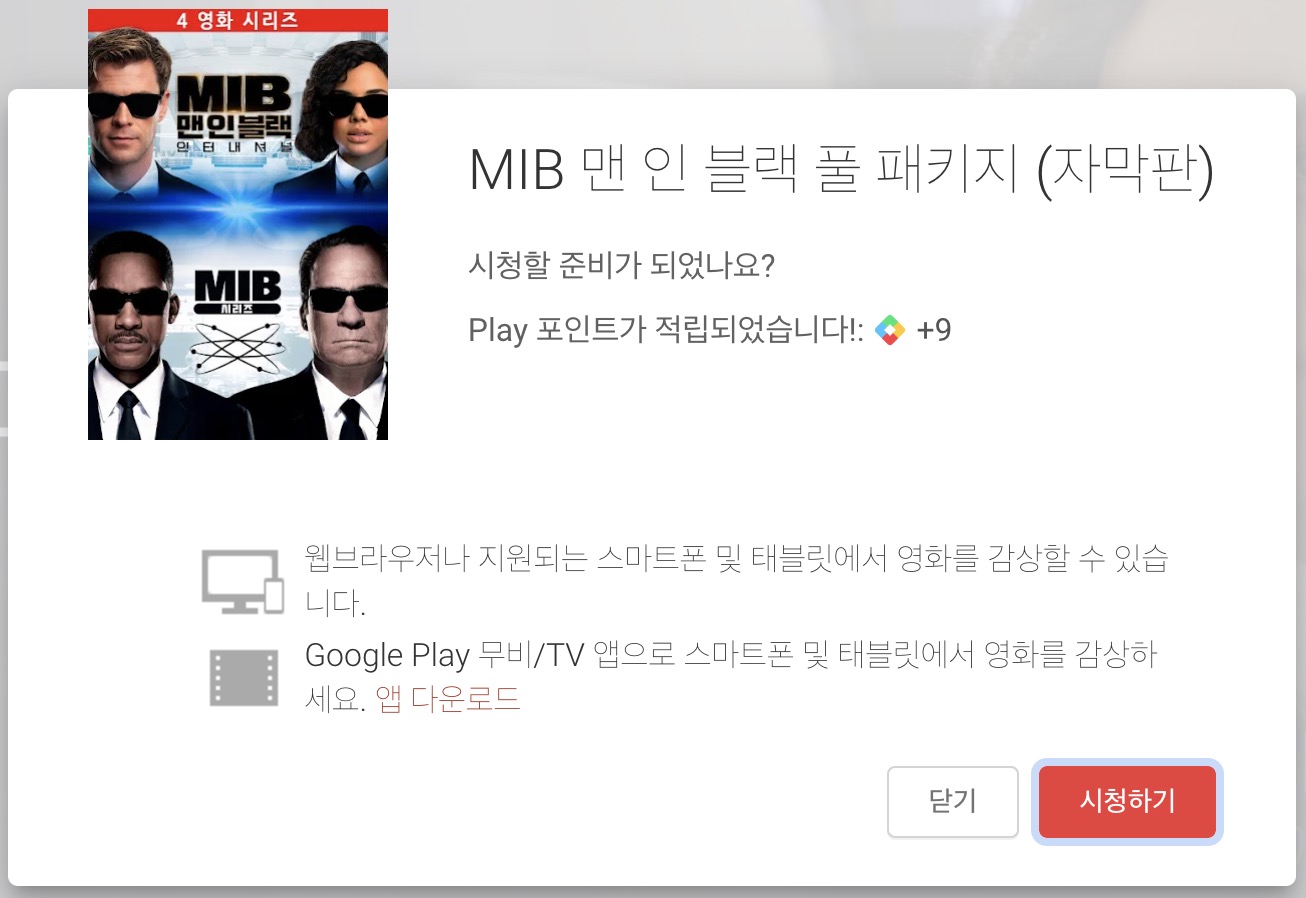 4 영화 시리즈
MIB
맨인블랙
인터내셔널
MIB
시리즈
MIB 맨 인 블랙 풀 패키지 (자막판)
시청할 준비가 되었나요?
Play 포인트가 적립되었습니다!: +9
웹브라우저나 지원되는 스마트폰 및 태블릿에서 영화를 감상할 수 있습
니다.
Google Play 무비/TV 앱으로 스마트폰 및 태블릿에서 영화를 감상하
세요. 앱 다운로드
닫기
시청하기